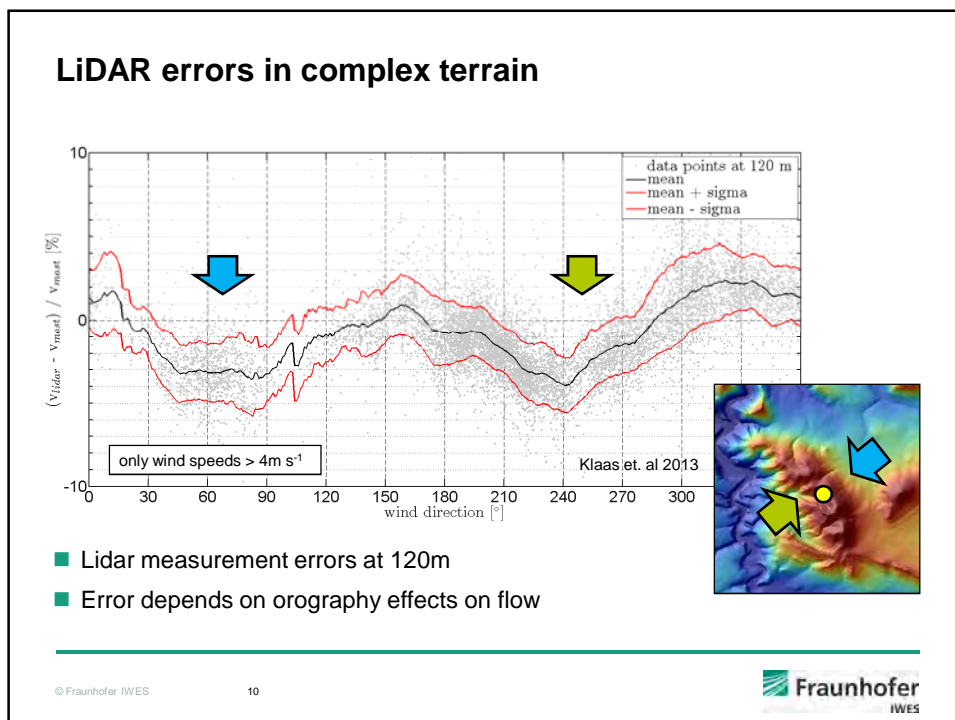 LiDAR errors in complex terrain
10
0
-10
(v_lidar - v_mast) / v_mast [%]
data points at 120 m
mean
mean + sigma
mean - sigma
only wind speeds > 4m s⁻¹
Klaas et. al 2013
0 30 60 90 120 150 180 210 240 270 300
wind direction [°]
Lidar measurement errors at 120m
Error depends on orography effects on flow
© Fraunhofer IWES
10
Fraunhofer
IWES